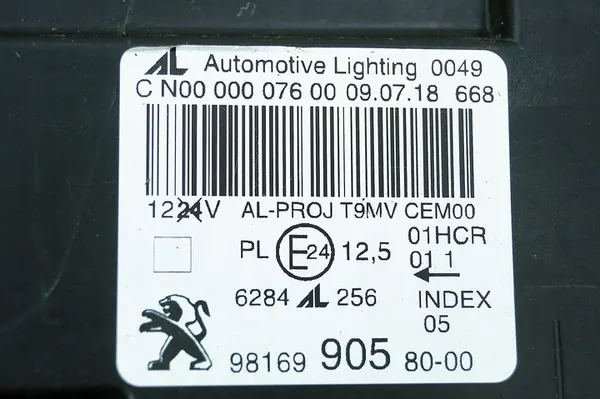 AL Automotive Lighting 0049
C N00 000 076 00 09.07.18 668
1224V AL-PROJ T9MV CEM00
PL E24 12,5 01HCR
01 1
6284 AL 256 INDEX
05
98169 905 80-00